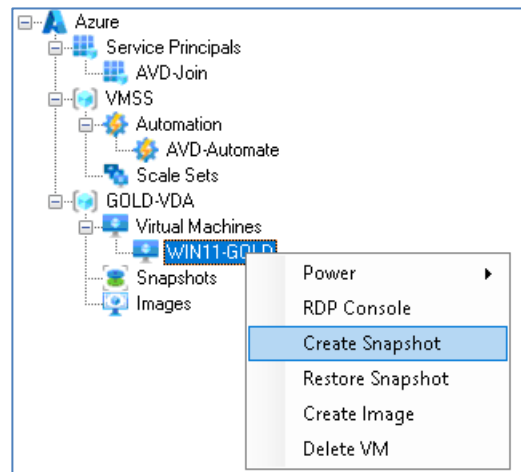 Azure
Service Principals
AVD-Join
VMSS
Automation
AVD-Automate
Scale Sets
GOLD-VDA
Virtual Machines
WIN11-GOLD
Snapshots
Images
Power
RDP Console
Create Snapshot
Restore Snapshot
Create Image
Delete VM